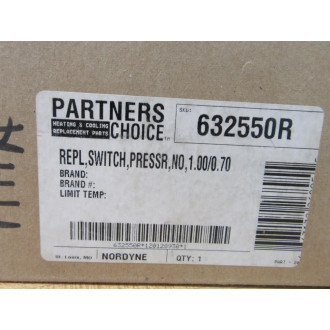 PARTNERS
HEATING & COOLING
REPLACEMENT PARTS
CHOICE
SKU:
632550R
REPL,SWITCH,PRESSR,NO,1.00/0.70
BRAND:
BRAND #:
LIMIT TEMP:
NORDYNE
QTY: 1